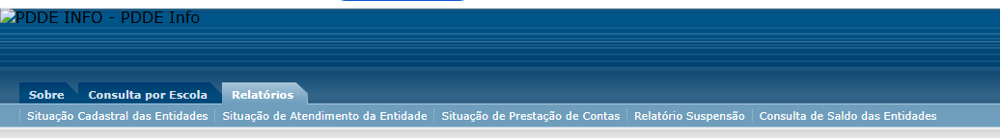 PDDE INFO - PDDE Info
Sobre Consulta por Escola Relatórios
Situação Cadastral das Entidades Situação de Atendimento da Entidade Situação de Prestação de Contas Relatório Suspensão Consulta de Saldo das Entidades